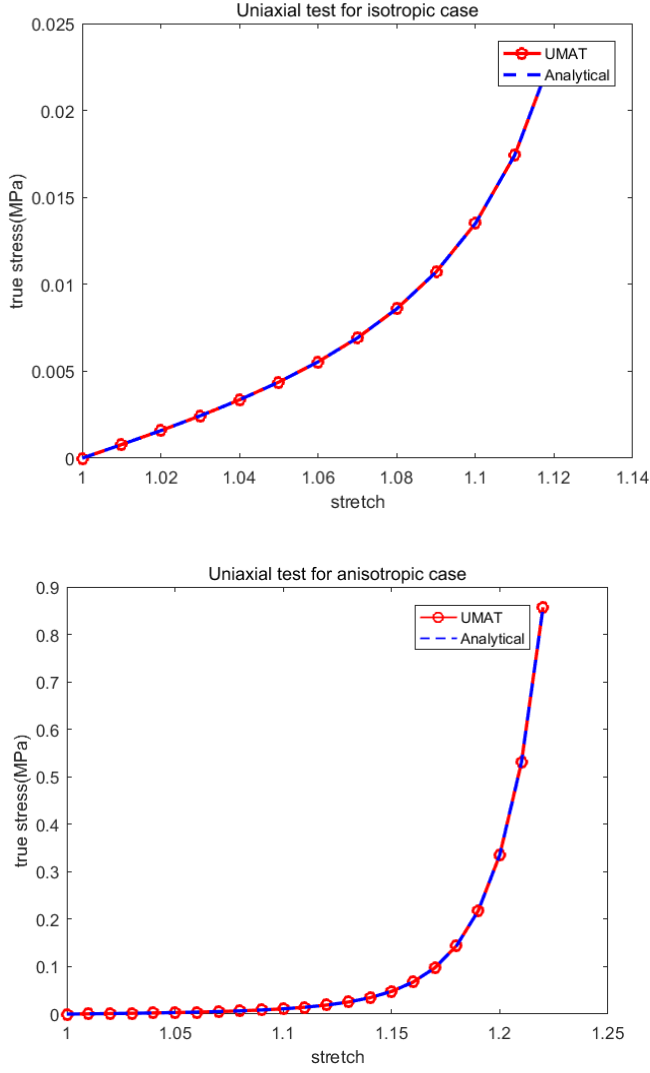 Uniaxial test for isotropic case
0.025
UMAT
Analytical
0.02
0.015
true stress(MPa)
0.01
0.005
0
1 1.02 1.04 1.06 1.08 1.1 1.12 1.14
stretch
Uniaxial test for anisotropic case
0.9
UMAT
Analytical
0.8
0.7
0.6
0.5
true stress(MPa)
0.4
0.3
0.2
0.1
0
1 1.05 1.1 1.15 1.2 1.25
stretch